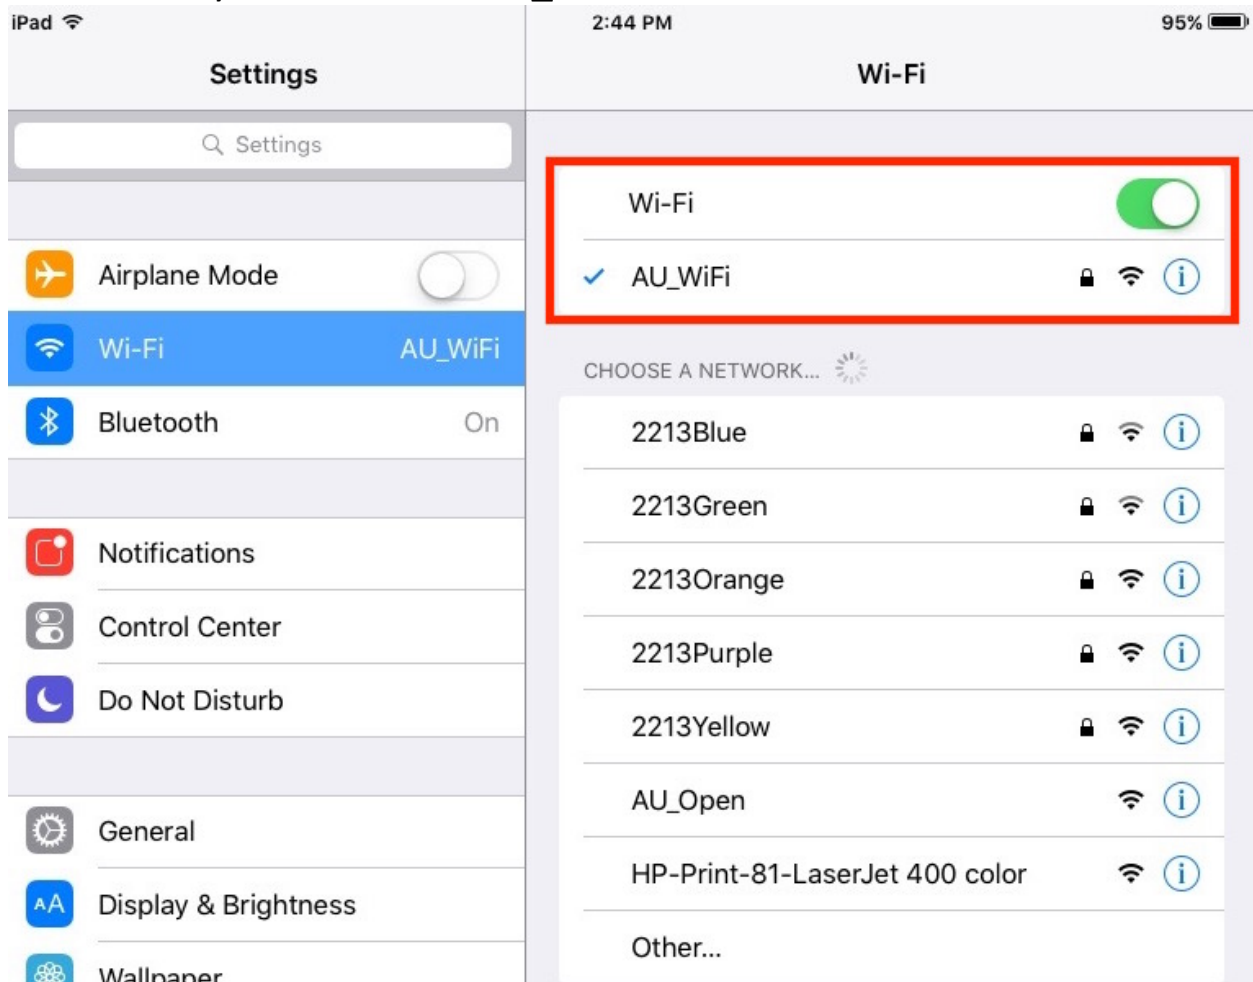 iPad
2:44 PM
95%
Settings
Wi-Fi
Settings
Wi-Fi
AU_WiFi
Airplane Mode
Wi-Fi AU_WiFi
Bluetooth On
Notifications
Control Center
Do Not Disturb
General
AA Display & Brightness
Wallpaper
CHOOSE A NETWORK...
2213Blue
2213Green
2213Orange
2213Purple
2213Yellow
AU_Open
HP-Print-81-LaserJet 400 color
Other...